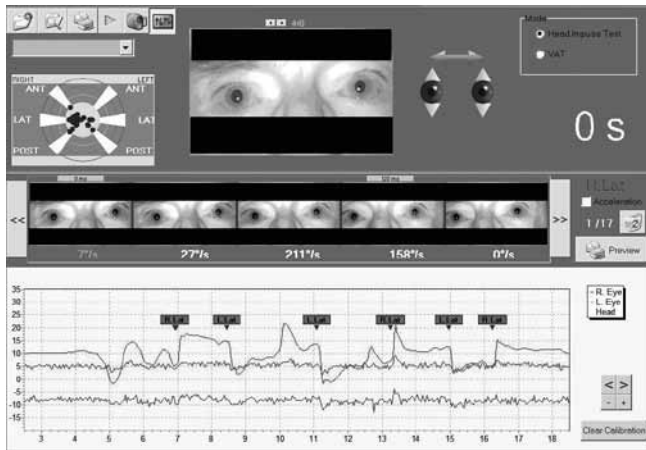 Mode
Head Impuse Test
VAT
RIGHT LEFT
ANT ANT
LAT LAT
POST POST
0 s
0 ms
R.Lat
Acceleration
<< >>
1 /17
7°/s 27°/s 211°/s 158°/s 0°/s
Preview
35
30
25
20
15
10
5
0
-5
-10
-15
R.Lat L.Lat L.Lat R.Lat L.Lat R.Lat
R. Eye
L. Eye
Head
< >
- +
Clear Calibration
3 4 5 6 7 8 9 10 11 12 13 14 15 16 17 18